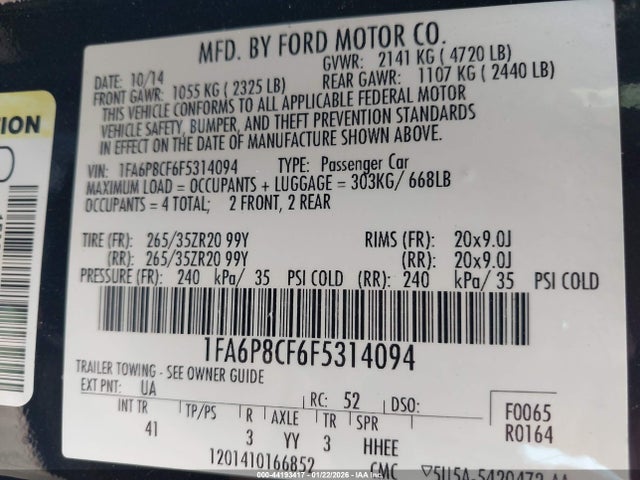 MFD. BY FORD MOTOR CO.
DATE: 10/14 GVWR: 2141 KG ( 4720 LB)
FRONT GAWR: 1055 KG ( 2325 LB) REAR GAWR: 1107 KG ( 2440 LB)
THIS VEHICLE CONFORMS TO ALL APPLICABLE FEDERAL MOTOR
VEHICLE SAFETY, BUMPER, AND THEFT PREVENTION STANDARDS
IN EFFECT ON THE DATE OF MANUFACTURE SHOWN ABOVE.
VIN: 1FA6P8CF6F5314094 TYPE: Passenger Car
MAXIMUM LOAD = OCCUPANTS + LUGGAGE = 303KG/ 668LB
OCCUPANTS = 4 TOTAL; 2 FRONT, 2 REAR
TIRE (FR): 265/35ZR20 99Y RIMS (FR): 20x9.0J
(RR): 265/35ZR20 99Y (RR): 20x9.0J
PRESSURE (FR): 240 kPa/ 35 PSI COLD (RR): 240 kPa/ 35 PSI COLD
1FA6P8CF6F5314094
TRAILER TOWING - SEE OWNER GUIDE
EXT PNT: UA RC: 52 DSO: F0065
INT TR TP/PS R AXLE TR SPR R0164
41 3 YY 3 HHEE
1201410166852 CMC
000-44193417 - 01/22/2026 - IAAI.COM